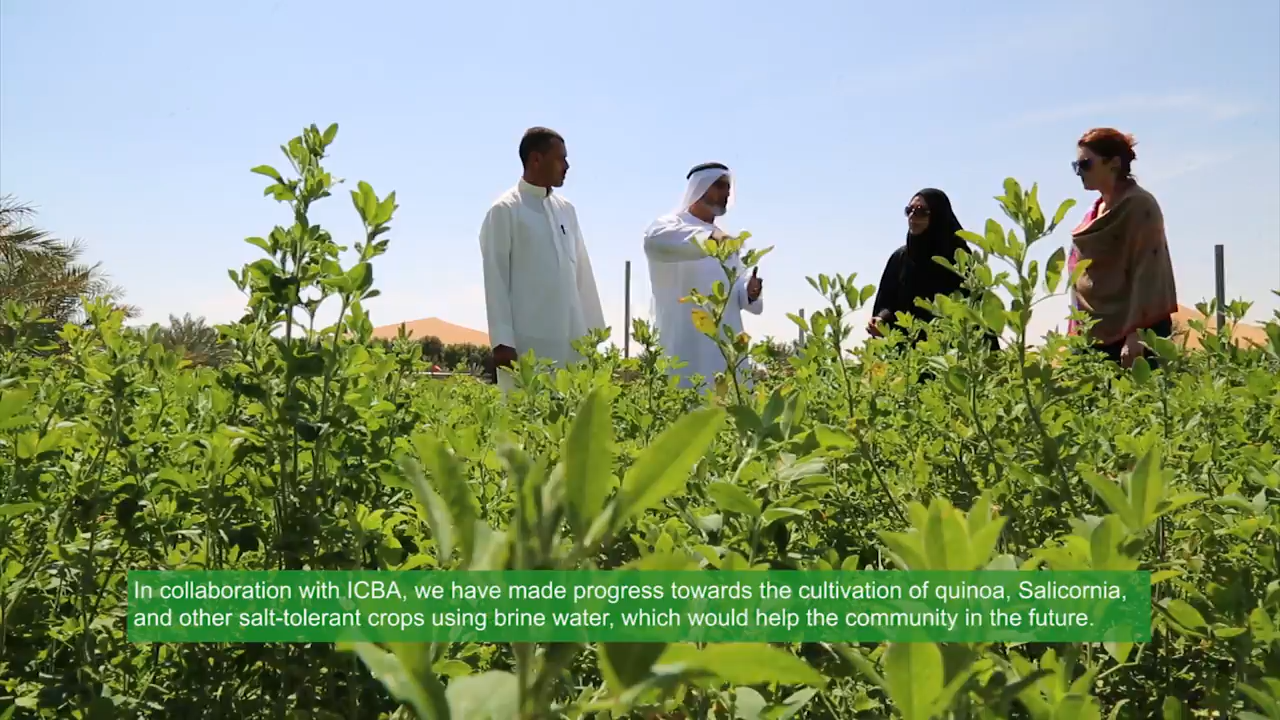 In collaboration with ICBA, we have made progress towards the cultivation of quinoa, Salicornia,
and other salt-tolerant crops using brine water, which would help the community in the future.